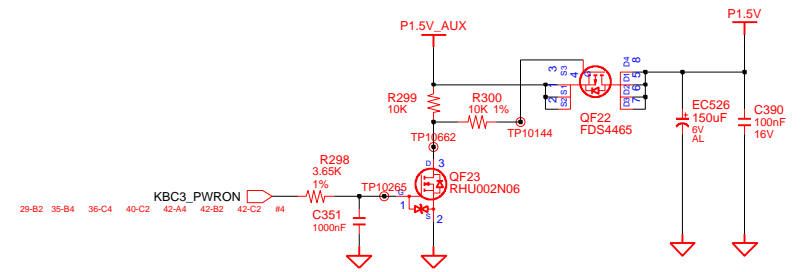 P1.5V_AUX
P1.5V
R299
10K
R300
10K 1%
TP10662
TP10144
3
S3
4
G
1
S1
2
S2
D4
8
D1
5
D2
6
D3
7
QF22
FDS4465
EC526
150uF
6V
AL
C390
100nF
16V
R298
3.65K
1%
TP10265
D
3
QF23
RHU002N06
G
1
S
2
KBC3_PWRON
C351
1000nF
29-B2 35-B4 36-C4 40-C2 42-A4 42-B2 42-C2 #4